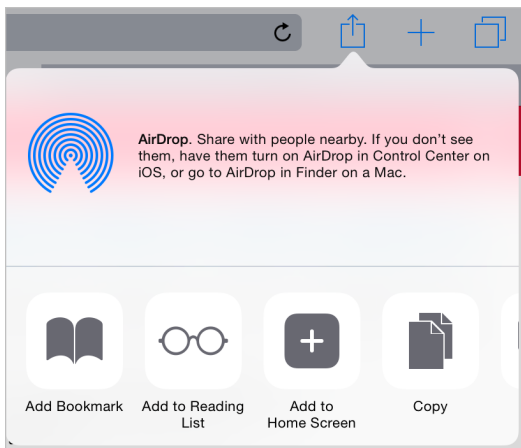 AirDrop. Share with people nearby. If you don't see
them, have them turn on AirDrop in Control Center on
iOS, or go to AirDrop in Finder on a Mac.
Add Bookmark
Add to Reading
List
Add to
Home Screen
Copy